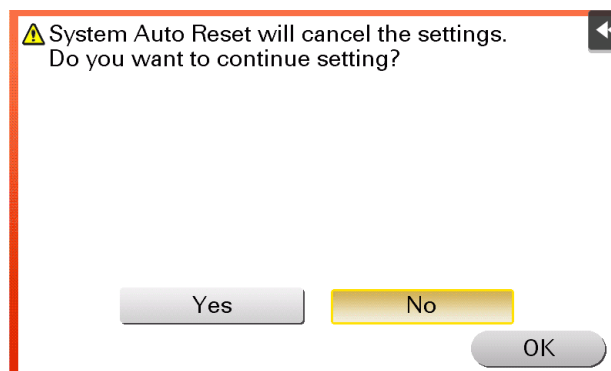 System Auto Reset will cancel the settings.
Do you want to continue setting?
Yes No
OK